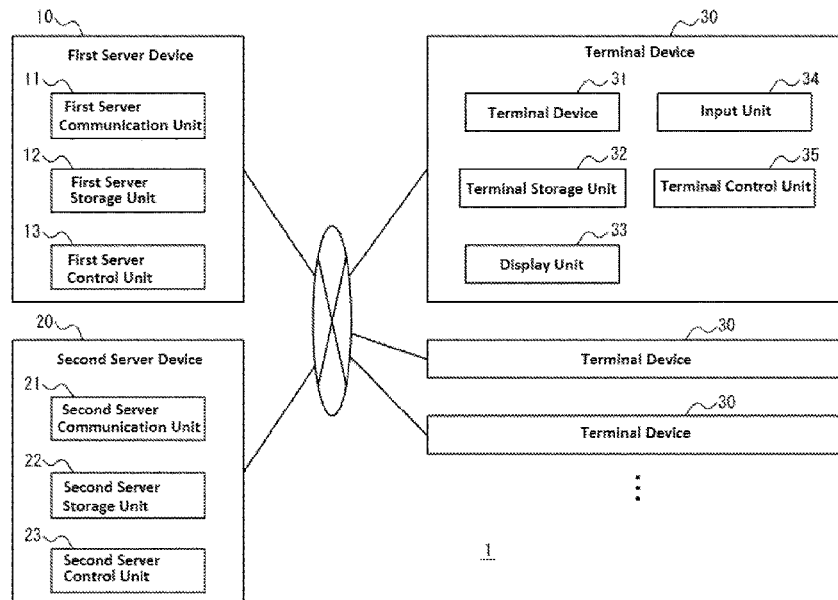 10
First Server Device
11
First Server
Communication Unit
12
First Server
Storage Unit
13
First Server
Control Unit
20
Second Server Device
21
Second Server
Communication Unit
22
Second Server
Storage Unit
23
Second Server
Control Unit
30
Terminal Device
31
Terminal Device
34
Input Unit
32
Terminal Storage Unit
35
Terminal Control Unit
33
Display Unit
30
Terminal Device
30
Terminal Device
1